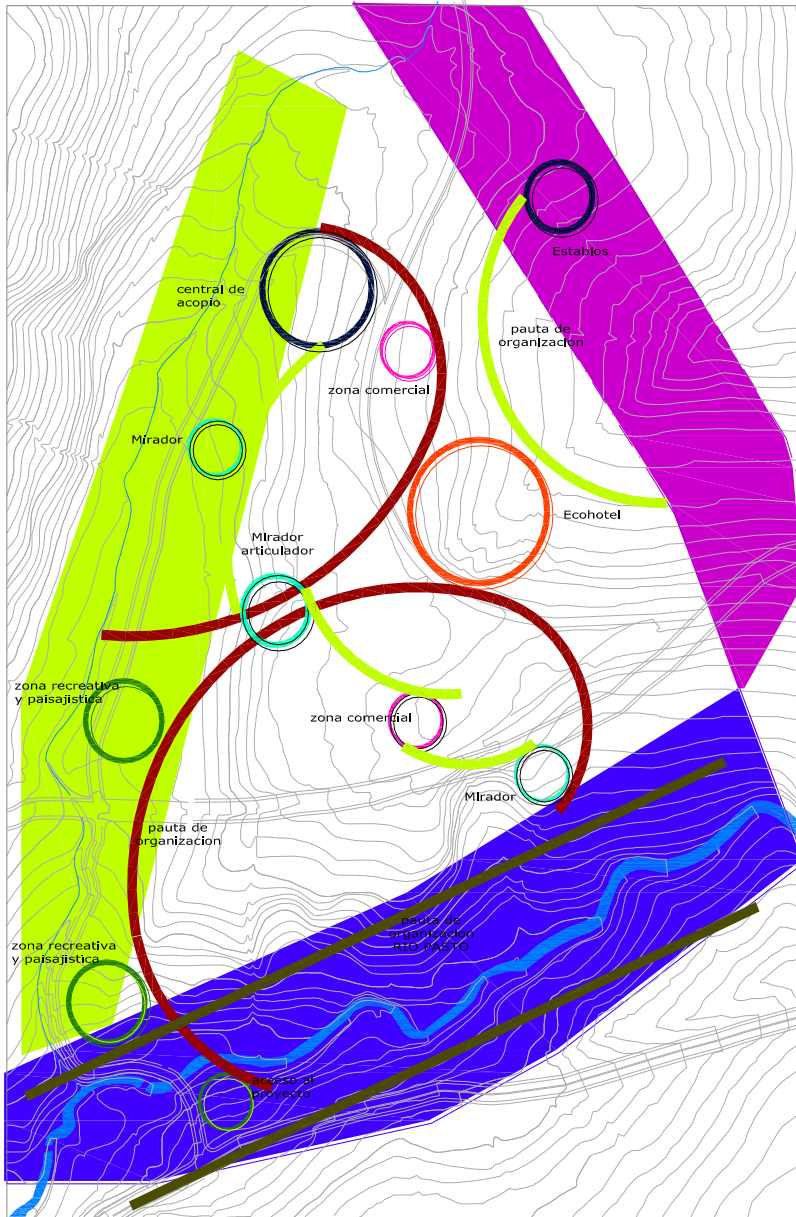 Establos
central de
acopio
pauta de
organización
zona comercial
Mirador
Ecohotel
MIrador
articulador
zona recreativa
y paisajistica
zona comercial
MIrador
pauta de
organizacion
pauta de
organizacion
RIO PASTO
zona recreativa
y paisajistica
acceso al
proyecto